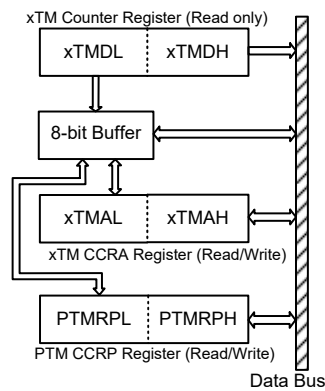 xTM Counter Register (Read only)
xTMDL xTMDH
8-bit Buffer
xTMAL xTMAH
xTM CCRA Register (Read/Write)
PTMRPL PTMRPH
PTM CCRP Register (Read/Write)
Data Bus